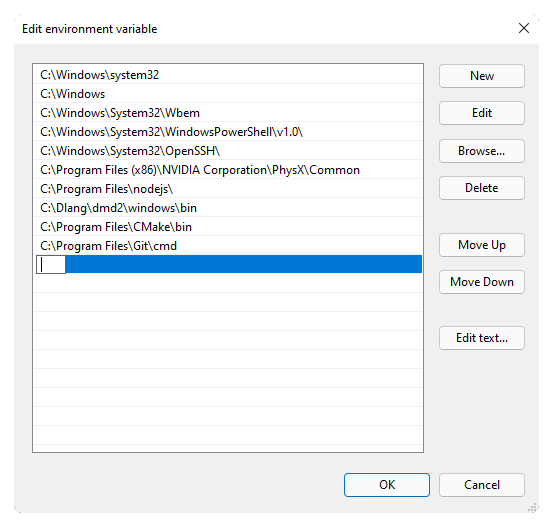 Edit environment variable
C:\Windows\system32
C:\Windows
C:\Windows\System32\Wbem
C:\Windows\System32\WindowsPowerShell\v1.0\
C:\Windows\System32\OpenSSH\
C:\Program Files (x86)\NVIDIA Corporation\PhysX\Common
C:\Program Files\nodejs\
C:\Dlang\dmd2\windows\bin
C:\Program Files\CMake\bin
C:\Program Files\Git\cmd
New
Edit
Browse...
Delete
Move Up
Move Down
Edit text...
OK
Cancel